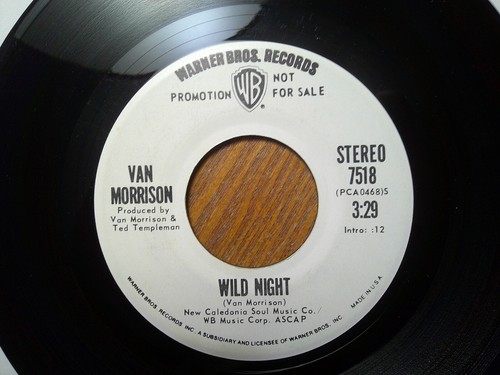 WARNER BROS. RECORDS
PROMOTION
WB
®
NOT
FOR SALE
VAN
MORRISON
Produced by
Van Morrison &
Ted Templeman
STEREO
7518
(PCA0468)S
3:29
Intro: :12
WILD NIGHT
(Van Morrison)
New Caledonia Soul Music Co./
WB Music Corp. ASCAP
WARNER BROS. RECORDS INC. A SUBSIDIARY AND LICENSEE OF WARNER BROS. INC.
MADE IN U.S.A.